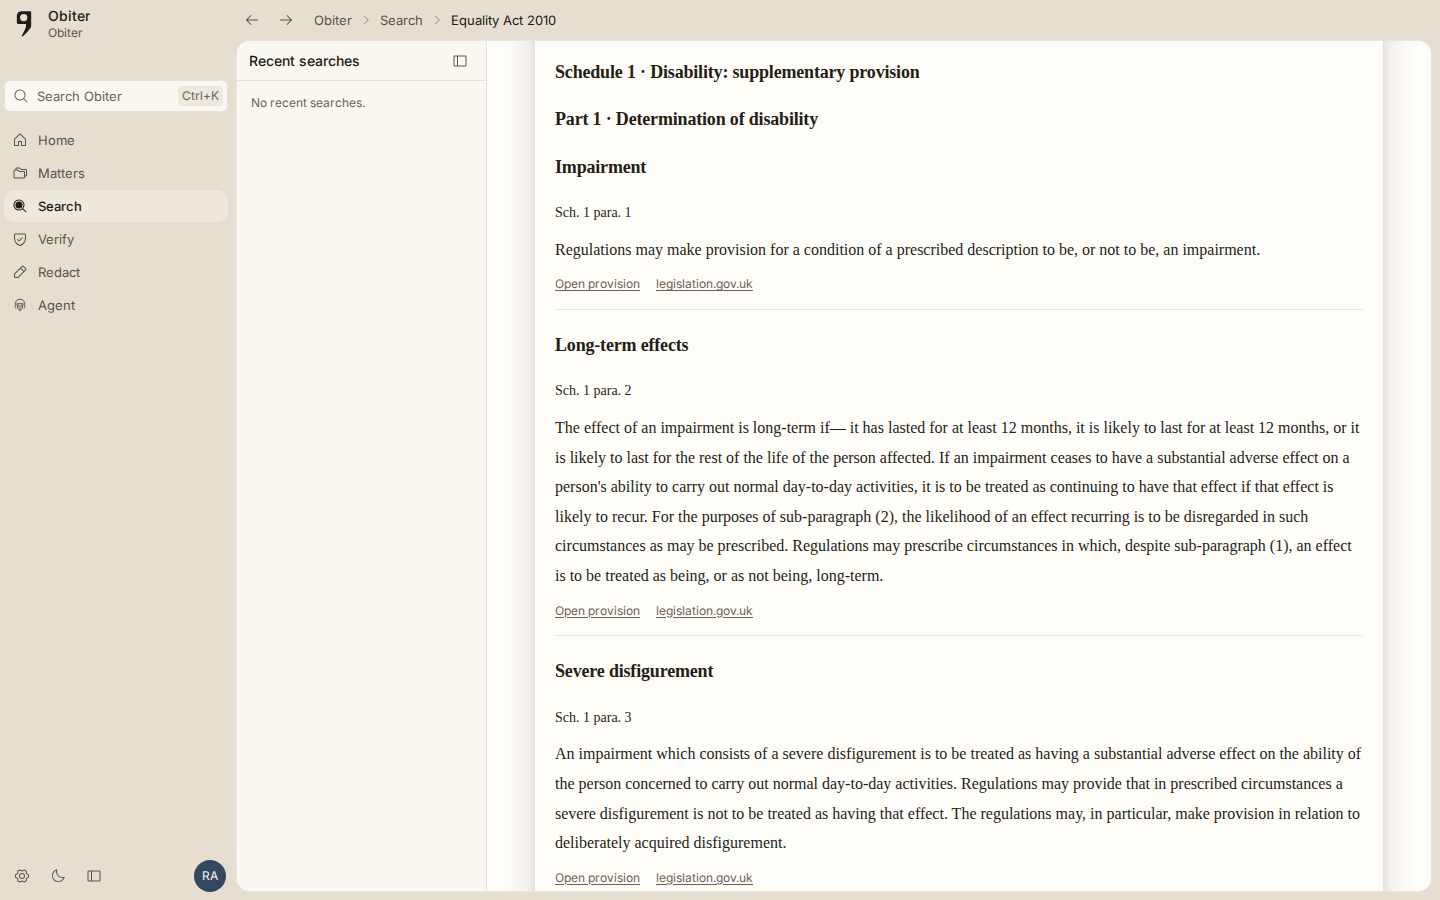 Obiter
Obiter
Search Obiter Ctrl+K
Home
Matters
Search
Verify
Redact
Agent
RA
Obiter > Search > Equality Act 2010
Recent searches
No recent searches.
Schedule 1 · Disability: supplementary provision
Part 1 · Determination of disability
Impairment
Sch. 1 para. 1
Regulations may make provision for a condition of a prescribed description to be, or not to be, an impairment.
Open provision legislation.gov.uk
Long-term effects
Sch. 1 para. 2
The effect of an impairment is long-term if— it has lasted for at least 12 months, it is likely to last for at least 12 months, or it
is likely to last for the rest of the life of the person affected. If an impairment ceases to have a substantial adverse effect on a
person's ability to carry out normal day-to-day activities, it is to be treated as continuing to have that effect if that effect is
likely to recur. For the purposes of sub-paragraph (2), the likelihood of an effect recurring is to be disregarded in such
circumstances as may be prescribed. Regulations may prescribe circumstances in which, despite sub-paragraph (1), an effect
is to be treated as being, or as not being, long-term.
Open provision legislation.gov.uk
Severe disfigurement
Sch. 1 para. 3
An impairment which consists of a severe disfigurement is to be treated as having a substantial adverse effect on the ability of
the person concerned to carry out normal day-to-day activities. Regulations may provide that in prescribed circumstances a
severe disfigurement is not to be treated as having that effect. The regulations may, in particular, make provision in relation to
deliberately acquired disfigurement.
Open provision legislation.gov.uk